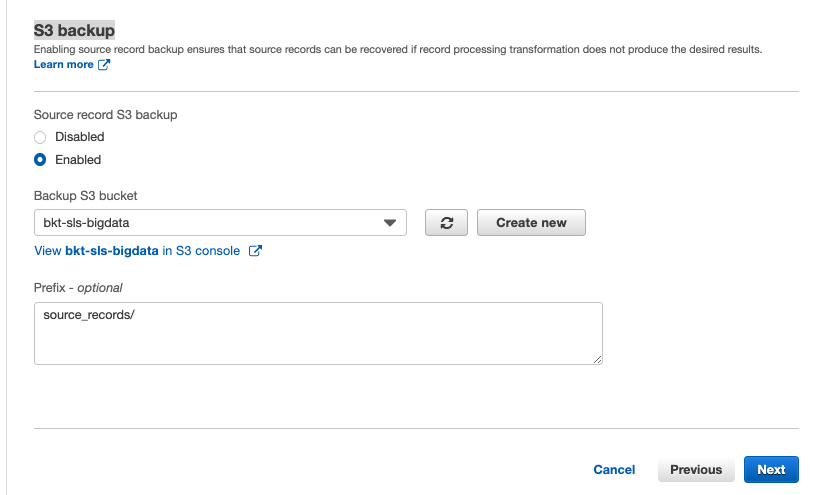 S3 backup
Enabling source record backup ensures that source records can be recovered if record processing transformation does not produce the desired results.
Learn more
Source record S3 backup
Disabled
Enabled
Backup S3 bucket
bkt-sls-bigdata
Create new
View bkt-sls-bigdata in S3 console
Prefix - optional
source_records/
Cancel Previous Next